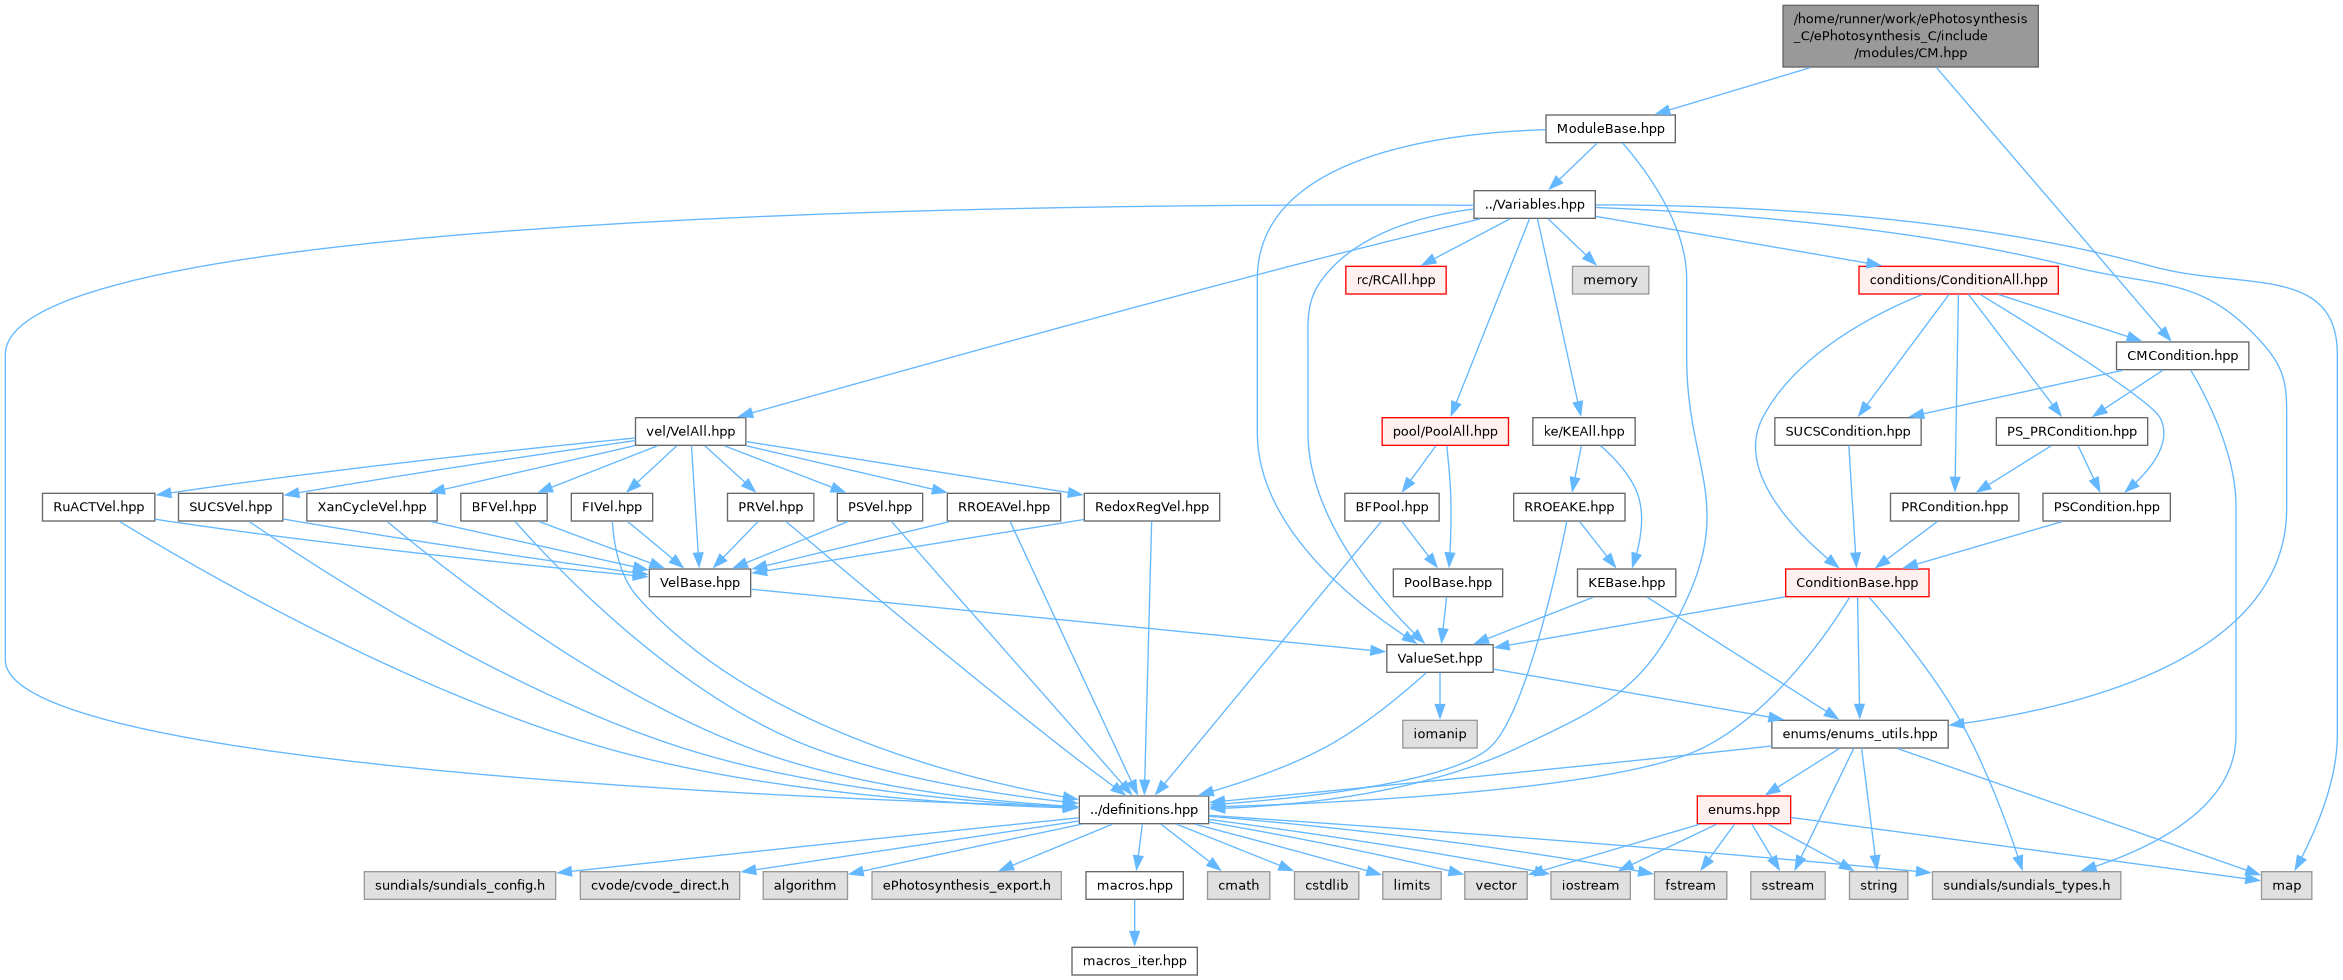 /home/runner/work/ePhotosynthesis
_C/ePhotosynthesis_C/include
/modules/CM.hpp
ModuleBase.hpp
../Variables.hpp
rc/RCAll.hpp
memory
conditions/ConditionAll.hpp
CMCondition.hpp
vel/VelAll.hpp
pool/PoolAll.hpp
ke/KEAll.hpp
SUCSCondition.hpp
PS_PRCondition.hpp
RuACTVel.hpp
SUCSVel.hpp
XanCycleVel.hpp
BFVel.hpp
FIVel.hpp
PRVel.hpp
PSVel.hpp
RROEAVel.hpp
RedoxRegVel.hpp
BFPool.hpp
RROEAKE.hpp
PRCondition.hpp
PSCondition.hpp
VelBase.hpp
PoolBase.hpp
KEBase.hpp
ConditionBase.hpp
ValueSet.hpp
iomanip
enums/enums_utils.hpp
../definitions.hpp
enums.hpp
sundials/sundials_config.h
cvode/cvode_direct.h
algorithm
ePhotosynthesis_export.h
macros.hpp
cmath
cstdlib
limits
vector
iostream
fstream
sstream
string
sundials/sundials_types.h
map
macros_iter.hpp